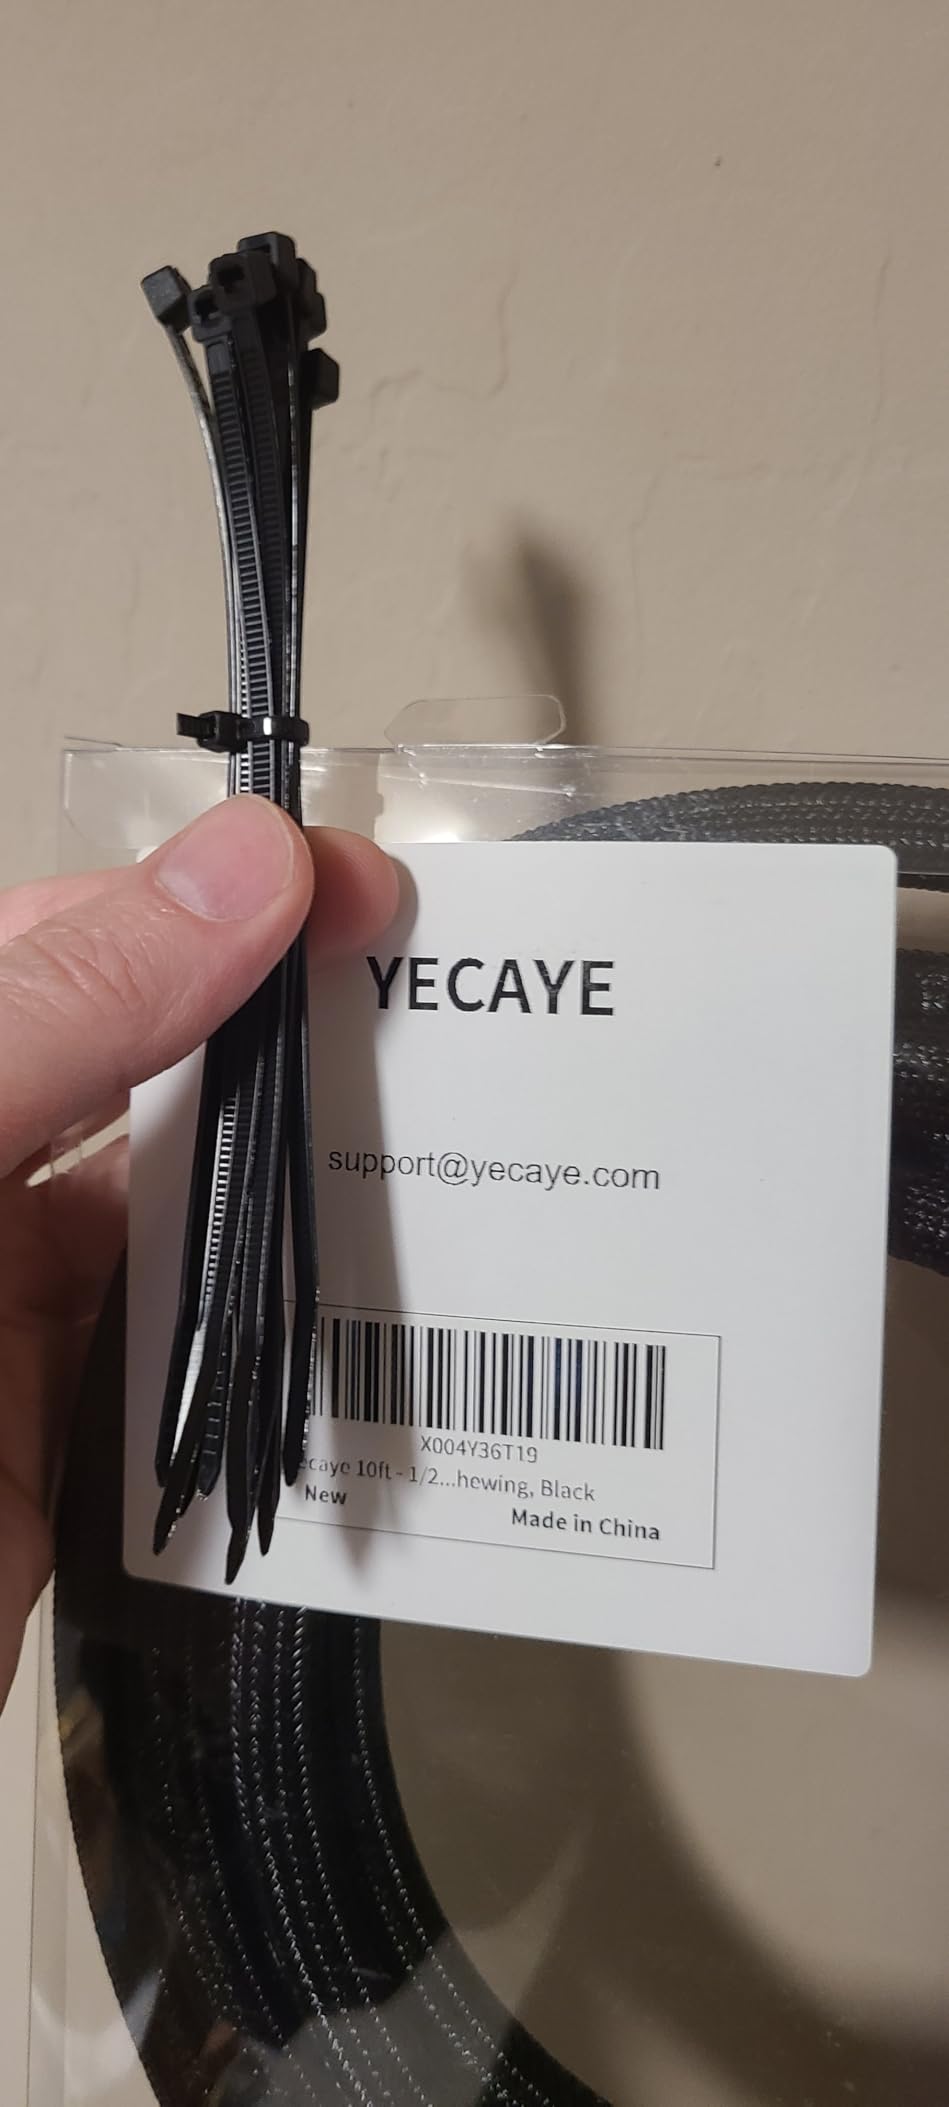 YECAYE
support@yecaye.com
X004Y36T19
ecaye 10ft - 1/2...hewing, Black
New
Made in China